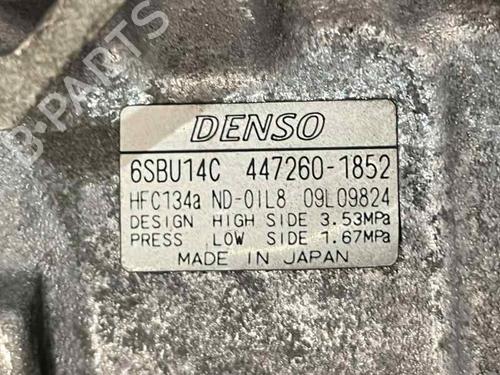 B-PARTS
DENSO
6SBU14C 447260-1852
HFC134a ND-OIL8 09L09824
DESIGN HIGH SIDE 3.53MPa
PRESS LOW SIDE 1.67MPa
MADE IN JAPAN